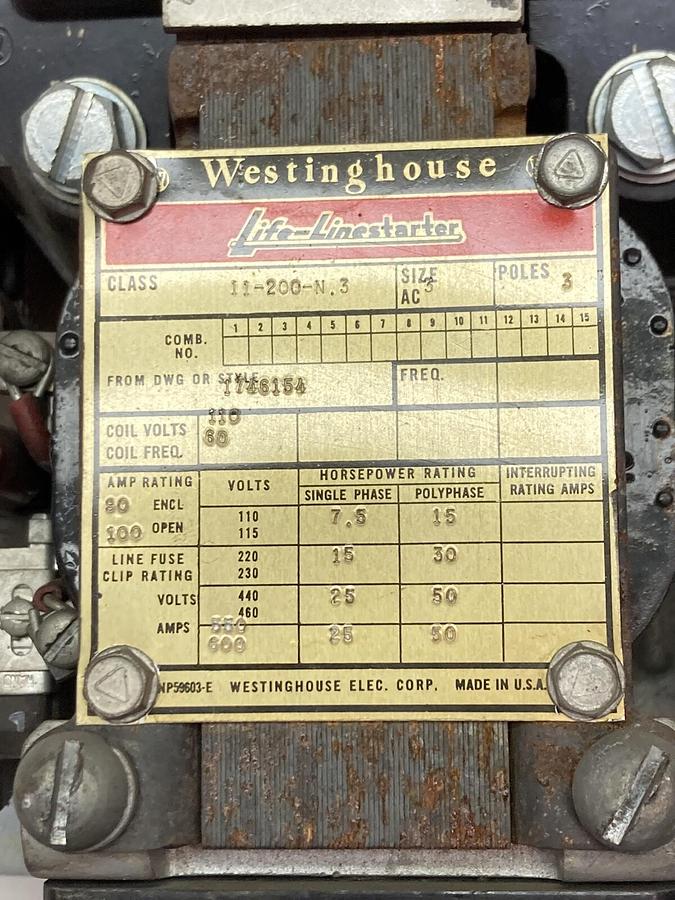 Westinghouse
Life-Linestarter
CLASS 11-200-N.3 SIZE AC 3 POLES 3
COMB. NO. 1 2 3 4 5 6 7 8 9 10 11 12 13 14 15
FROM DWG OR STYLE 1746154 FREQ.
COIL VOLTS 110
COIL FREQ. 60
AMP RATING VOLTS HORSEPOWER RATING INTERRUPTING RATING AMPS
SINGLE PHASE POLYPHASE
ENCL 110 7.5 15
100 OPEN 115
LINE FUSE CLIP RATING 220 230 15 30
VOLTS 440 460 25 50
AMPS 550 600 25 50
NP59603-E WESTINGHOUSE ELEC. CORP. MADE IN U.S.A.